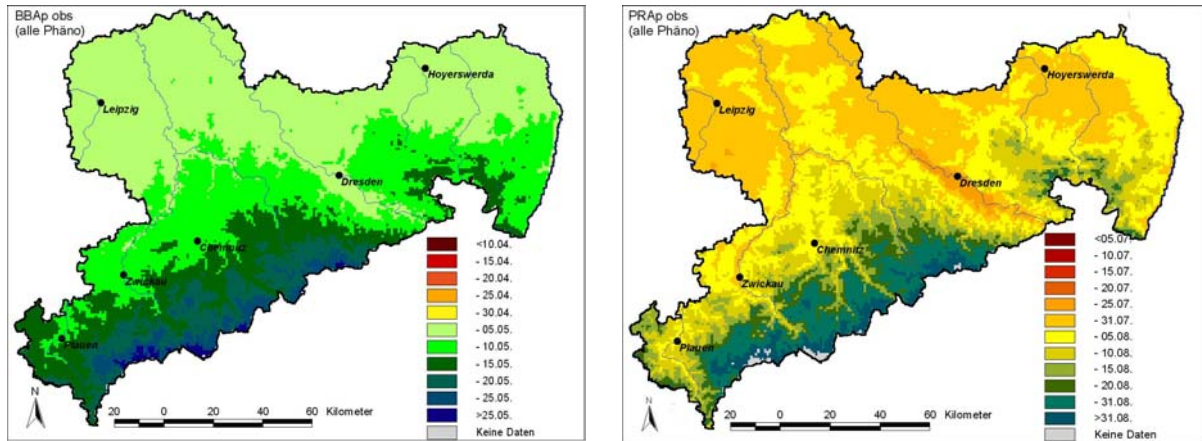 BBAp obs
(alle Phäno)
Hoyerswerda
Leipzig
Dresden
Chemnitz
Zwickau
Plauen
<10.04.
- 15.04.
- 20.04.
- 25.04.
- 30.04.
- 05.05.
- 10.05.
- 15.05.
- 20.05.
- 25.05.
>25.05.
Keine Daten
N
20 0 20 40 60 Kilometer
PRAp obs
(alle Phäno)
Hoyerswerda
Leipzig
Dresden
Chemnitz
Zwickau
Plauen
<05.07.
- 10.07.
- 15.07.
- 20.07.
- 25.07.
- 31.07.
- 05.08.
- 10.08.
- 15.08.
- 20.08.
- 31.08.
>31.08.
Keine Daten
N
20 0 20 40 60 Kilometer